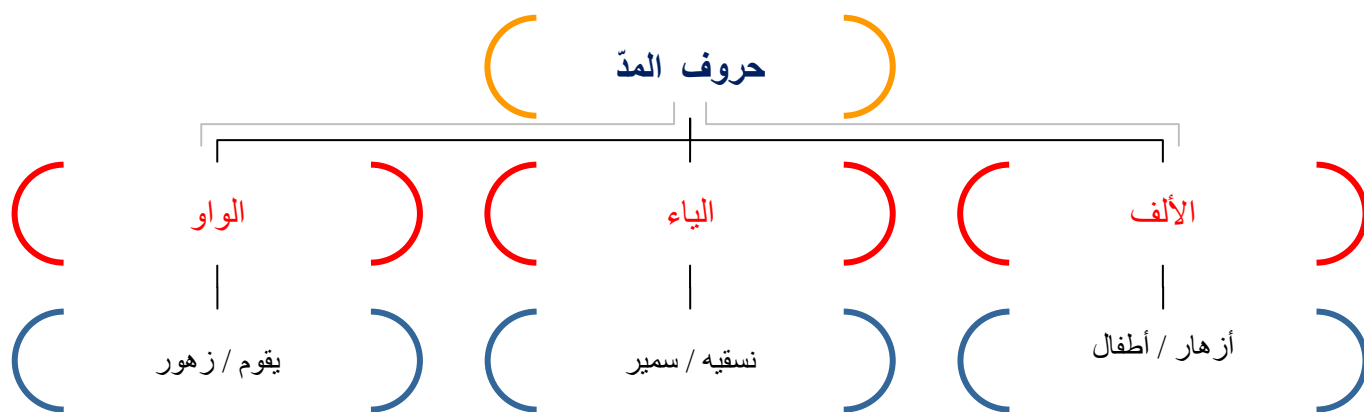 حروف المدّ
الألف
الياء
الواو
أزهار / أطفال
نسقيه / سمير
يقوم / زهور